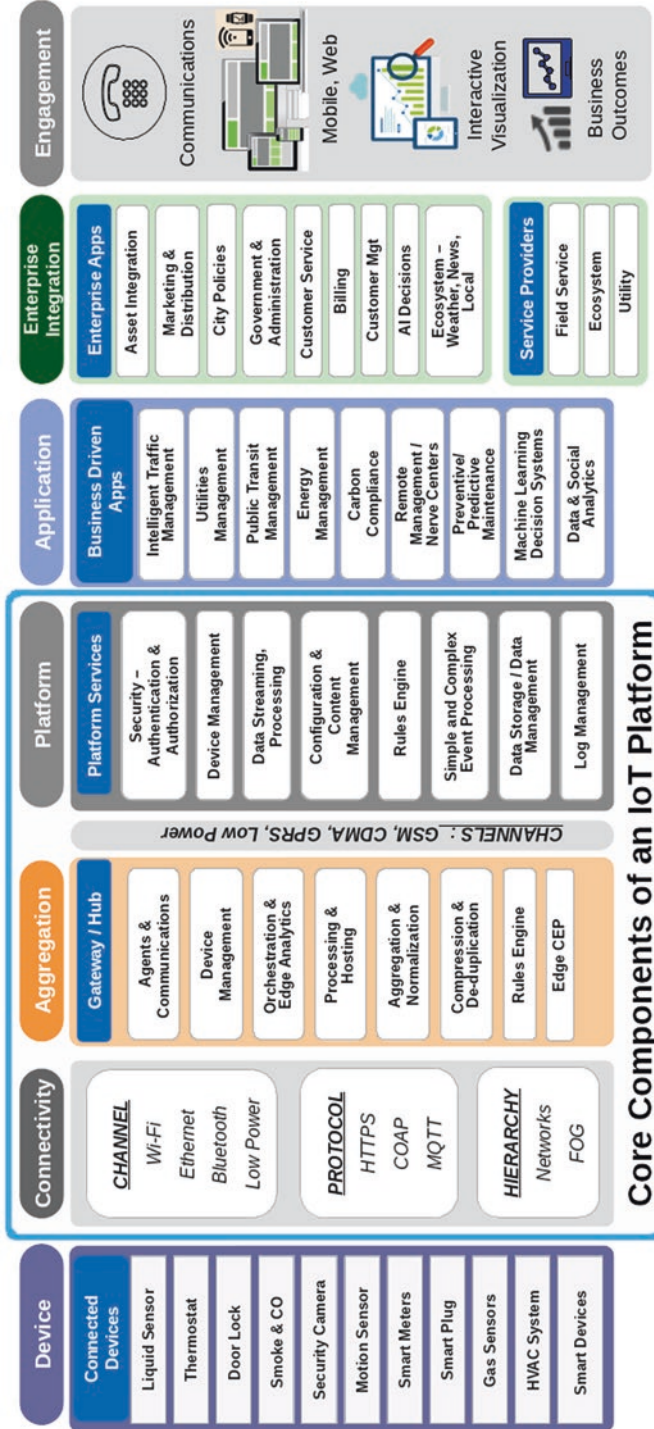 Device
Connected
Devices
Liquid Sensor
Thermostat
Door Lock
Smoke & CO
Security Camera
Motion Sensor
Smart Meters
Smart Plug
Gas Sensors
HVAC System
Smart Devices
Connectivity
CHANNEL
Wi-Fi
Ethernet
Bluetooth
Low Power
PROTOCOL
HTTPS
COAP
MQTT
HIERARCHY
Networks
FOG
Aggregation
Gateway / Hub
Agents &
Communications
Device
Management
Orchestration &
Edge Analytics
Processing &
Hosting
Aggregation &
Normalization
Compression &
De-duplication
Rules Engine
Edge CEP
CHANNELS : GSM, CDMA, GPRS, Low Power
Platform
Platform Services
Security –
Authentication &
Authorization
Device Management
Data Streaming,
Processing
Configuration &
Content
Management
Rules Engine
Simple and Complex
Event Processing
Data Storage / Data
Management
Log Management
Core Components of an IoT Platform
Application
Business Driven
Apps
Intelligent Traffic
Management
Utilities
Management
Public Transit
Management
Energy
Management
Carbon
Compliance
Remote
Management /
Nerve Centers
Preventive/
Predictive
Maintenance
Machine Learning
Decision Systems
Data & Social
Analytics
Enterprise
Integration
Enterprise Apps
Asset Integration
Marketing &
Distribution
City Policies
Government &
Administration
Customer Service
Billing
Customer Mgt
AI Decisions
Ecosystem –
Weather, News,
Local
Service Providers
Field Service
Ecosystem
Utility
Engagement
Communications
Mobile, Web
Interactive
Visualization
Business
Outcomes